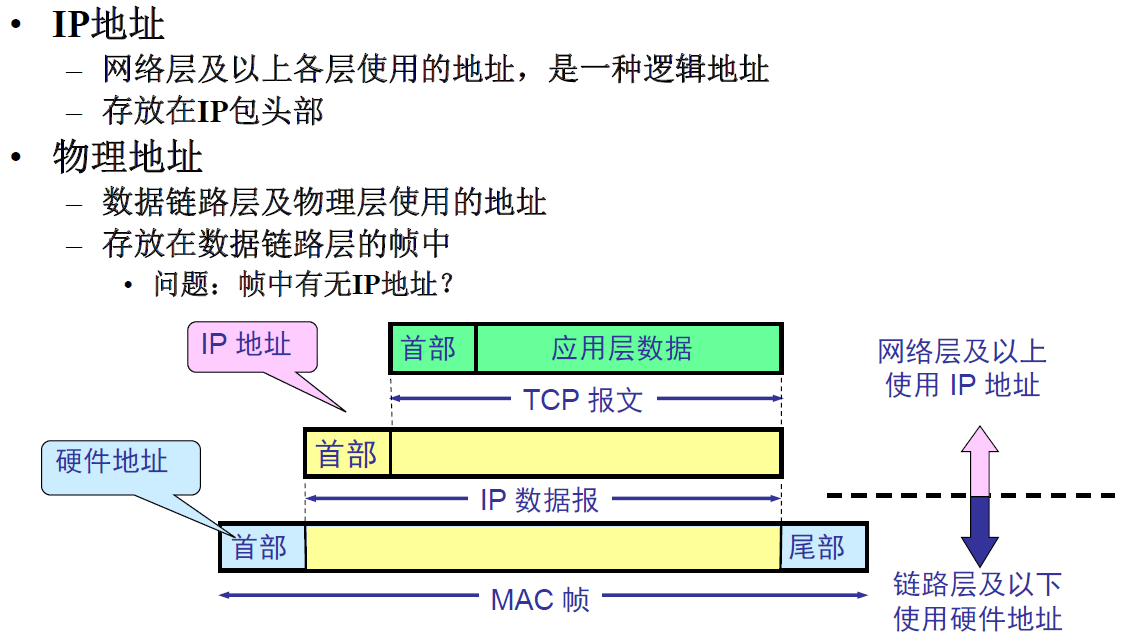 • IP地址
– 网络层及以上各层使用的地址，是一种逻辑地址
– 存放在IP包头部
• 物理地址
– 数据链路层及物理层使用的地址
– 存放在数据链路层的帧中
• 问题：帧中有无IP地址？
IP 地址
首部
应用层数据
TCP 报文
网络层及以上
使用 IP 地址
硬件地址
首部
IP 数据报
首部
尾部
MAC 帧
链路层及以下
使用硬件地址